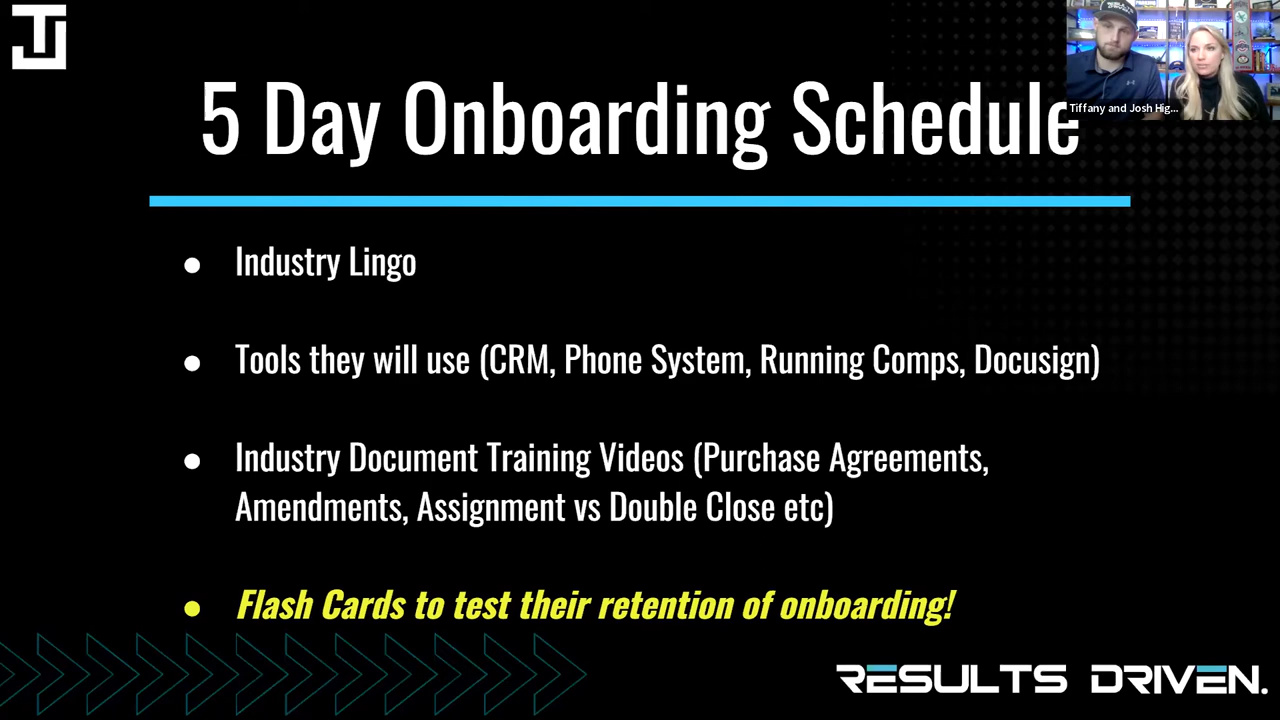 TJ
5 Day Onboarding Schedule
Tiffany and Josh Hig...
● Industry Lingo
● Tools they will use (CRM, Phone System, Running Comps, Docusign)
● Industry Document Training Videos (Purchase Agreements,
Amendments, Assignment vs Double Close etc)
● Flash Cards to test their retention of onboarding!
RESULTS DRIVEN.